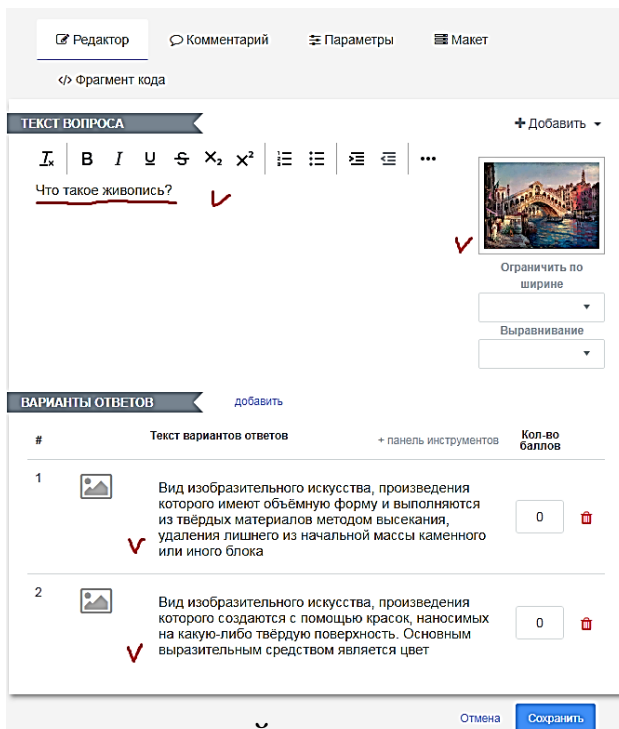 Редактор
Комментарий
Параметры
Макет
</> Фрагмент кода
ТЕКСТ ВОПРОСА
+ Добавить
Tx B I U S X₂ x² •••
Что такое живопись?
Ограничить по
ширине
Выравнивание
ВАРИАНТЫ ОТВЕТОВ
добавить
#
Текст вариантов ответов
+ панель инструментов
Кол-во
баллов
1
Вид изобразительного искусства, произведения
которого имеют объёмную форму и выполняются
из твёрдых материалов методом высекания,
удаления лишнего из начальной массы каменного
или иного блока
0
2
Вид изобразительного искусства, произведения
которого создаются с помощью красок, наносимых
на какую-либо твёрдую поверхность. Основным
выразительным средством является цвет
0
Отмена
Сохранить